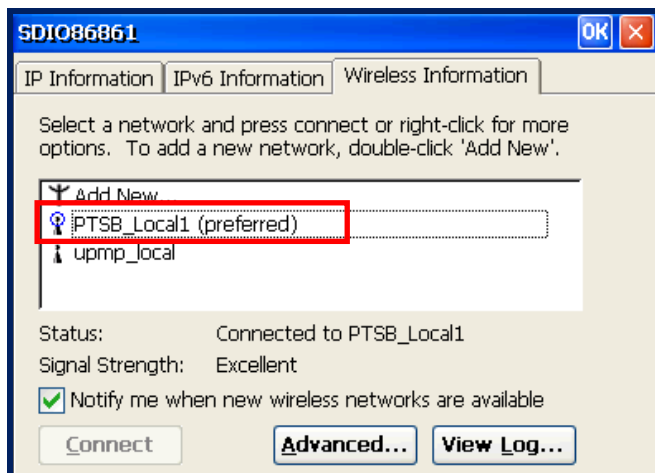 SDIO86861
OK
IP Information
IPv6 Information
Wireless Information
Select a network and press connect or right-click for more
options. To add a new network, double-click 'Add New'.
Add New...
PTSB_Local1 (preferred)
upmp_local
Status: Connected to PTSB_Local1
Signal Strength: Excellent
Notify me when new wireless networks are available
Connect
Advanced...
View Log...